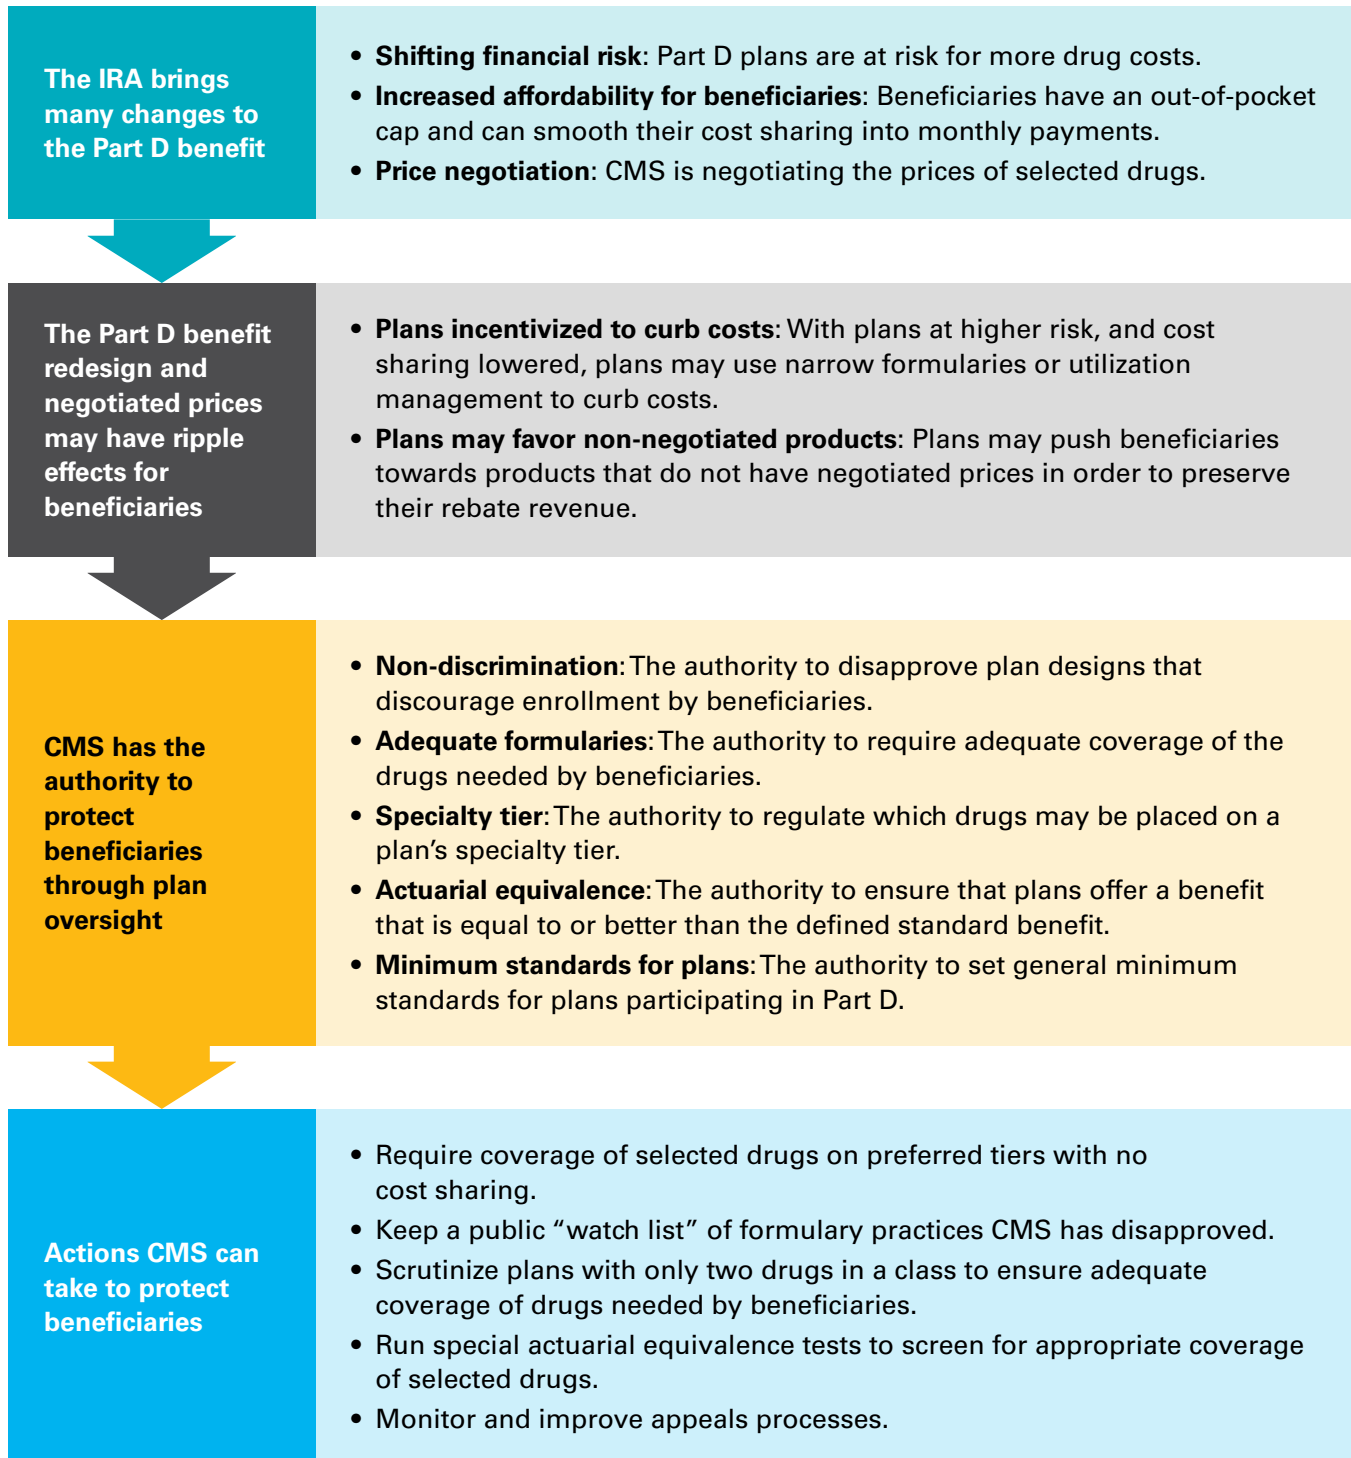 The IRA brings
many changes to
the Part D benefit
• Shifting financial risk: Part D plans are at risk for more drug costs.
• Increased affordability for beneficiaries: Beneficiaries have an out-of-pocket
cap and can smooth their cost sharing into monthly payments.
• Price negotiation: CMS is negotiating the prices of selected drugs.
The Part D benefit
redesign and
negotiated prices
may have ripple
effects for
beneficiaries
• Plans incentivized to curb costs: With plans at higher risk, and cost
sharing lowered, plans may use narrow formularies or utilization
management to curb costs.
• Plans may favor non-negotiated products: Plans may push beneficiaries
towards products that do not have negotiated prices in order to preserve
their rebate revenue.
CMS has the
authority to
protect
beneficiaries
through plan
oversight
• Non-discrimination: The authority to disapprove plan designs that
discourage enrollment by beneficiaries.
• Adequate formularies: The authority to require adequate coverage of the
drugs needed by beneficiaries.
• Specialty tier: The authority to regulate which drugs may be placed on a
plan’s specialty tier.
• Actuarial equivalence: The authority to ensure that plans offer a benefit
that is equal to or better than the defined standard benefit.
• Minimum standards for plans: The authority to set general minimum
standards for plans participating in Part D.
Actions CMS can
take to protect
beneficiaries
• Require coverage of selected drugs on preferred tiers with no
cost sharing.
• Keep a public “watch list” of formulary practices CMS has disapproved.
• Scrutinize plans with only two drugs in a class to ensure adequate
coverage of drugs needed by beneficiaries.
• Run special actuarial equivalence tests to screen for appropriate coverage
of selected drugs.
• Monitor and improve appeals processes.